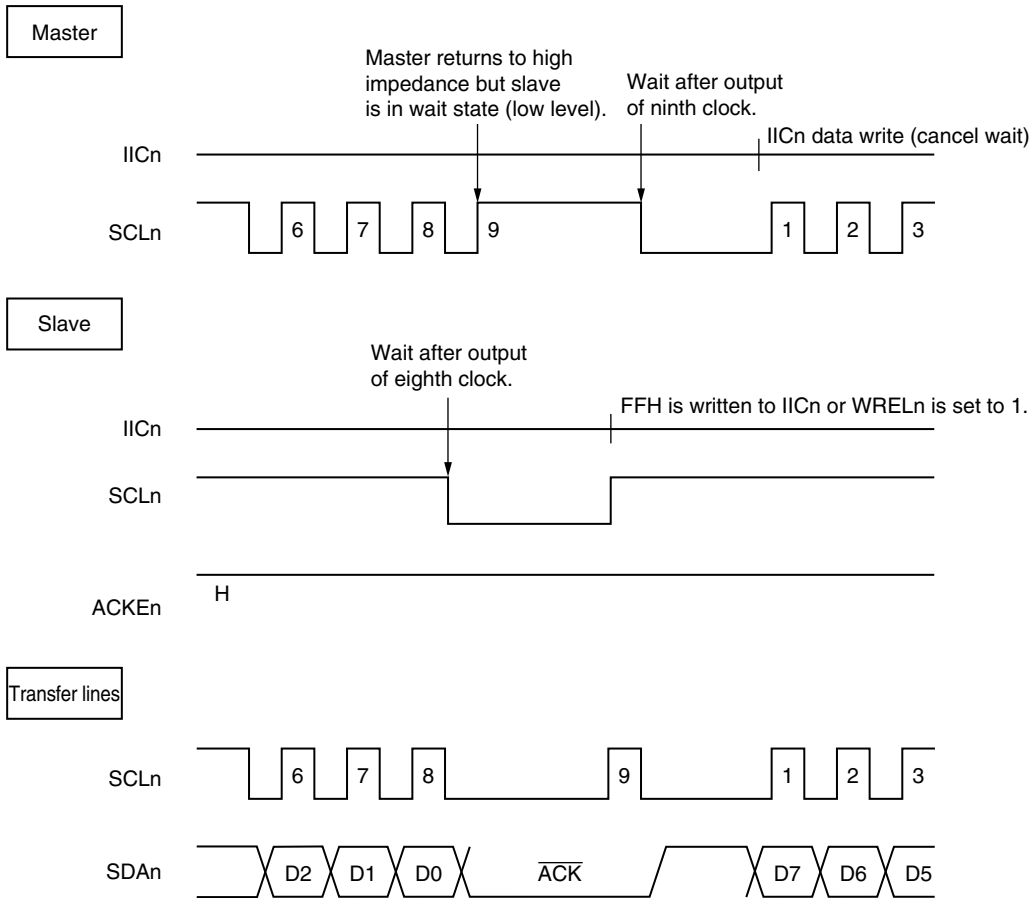 Master
Master returns to high
impedance but slave
is in wait state (low level).
Wait after output
of ninth clock.
IICn data write (cancel wait)
IICn
SCLn
6 7 8 9 1 2 3
Slave
Wait after output
of eighth clock.
FFH is written to IICn or WRELn is set to 1.
IICn
SCLn
H
ACKEn
Transfer lines
SCLn
6 7 8 9 1 2 3
SDAn
D2 D1 D0 ACK D7 D6 D5